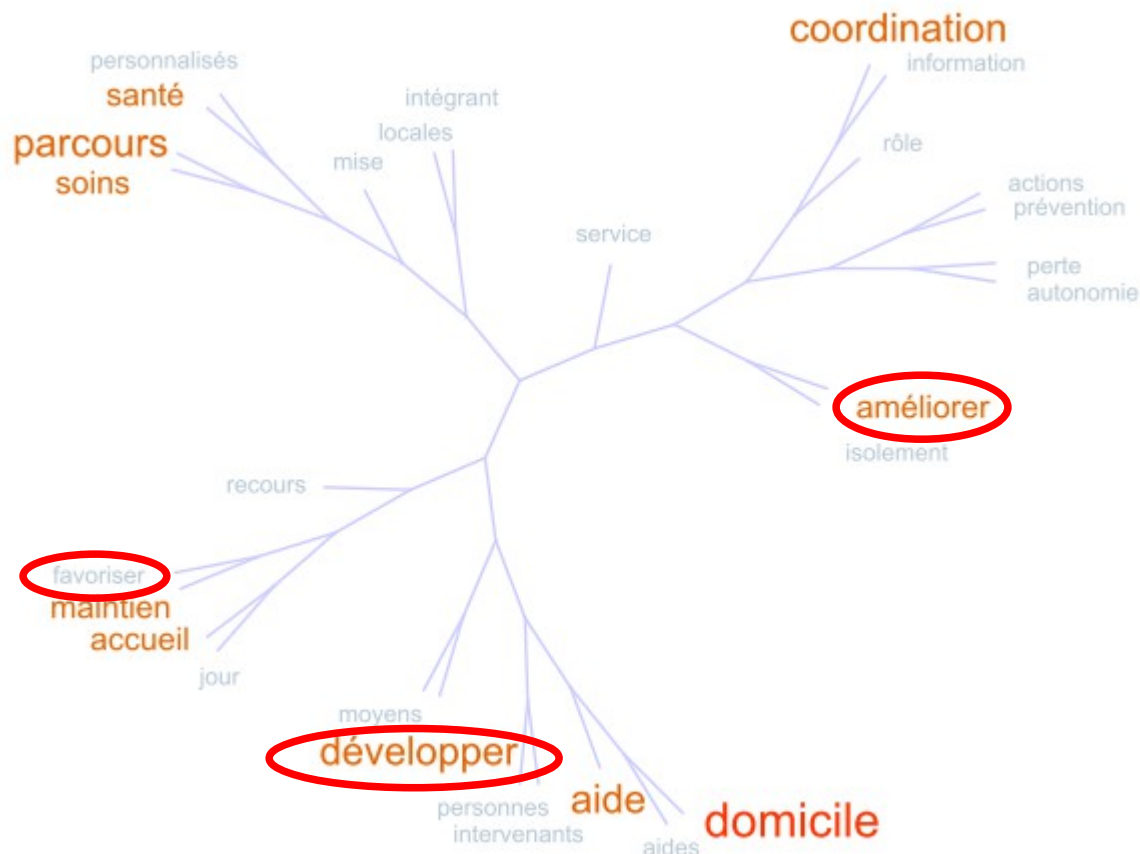 coordination
information
personnalisés
santé
intégrant
parcours
locales
rôle
mise
soins
actions
prévention
service
perte
autonomie
améliorer
isolement
recours
favoriser
maintien
accueil
jour
moyens
développer
personnes
aide
domicile
intervenants
aides